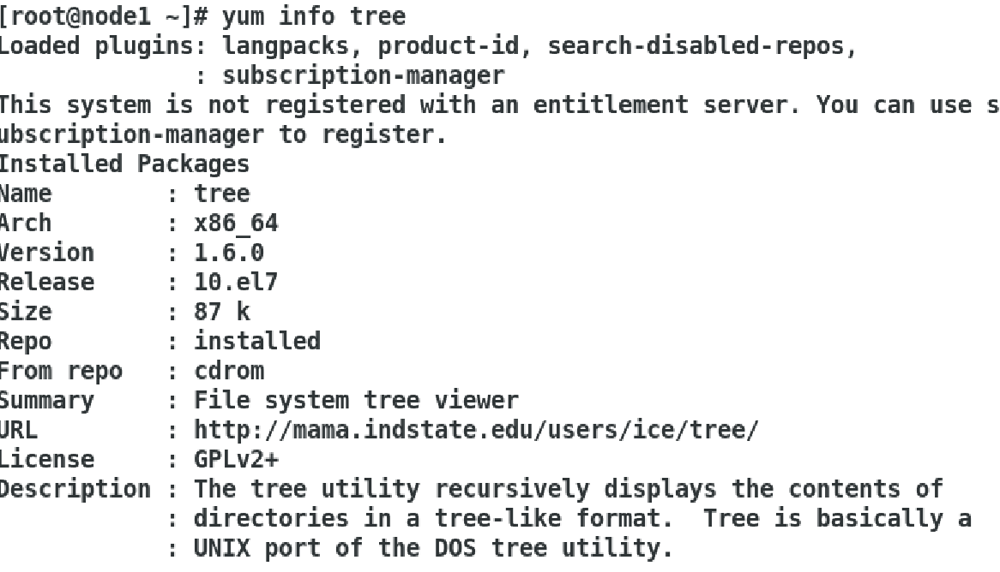 [root@node1 ~]# yum info tree
Loaded plugins: langpacks, product-id, search-disabled-repos,
              : subscription-manager
This system is not registered with an entitlement server. You can use s
ubscription-manager to register.
Installed Packages
Name        : tree
Arch        : x86_64
Version     : 1.6.0
Release     : 10.el7
Size        : 87 k
Repo        : installed
From repo   : cdrom
Summary     : File system tree viewer
URL         : http://mama.indstate.edu/users/ice/tree/
License     : GPLv2+
Description : The tree utility recursively displays the contents of
            : directories in a tree-like format.  Tree is basically a
            : UNIX port of the DOS tree utility.